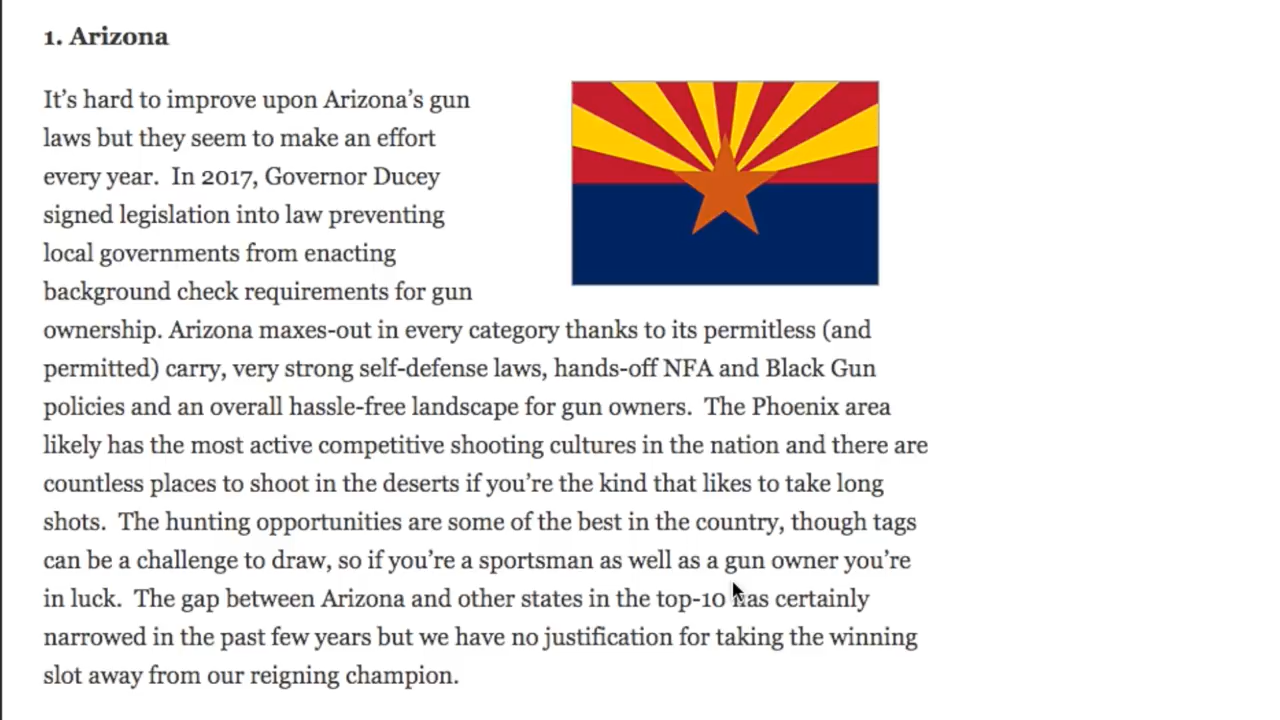 1. Arizona
It’s hard to improve upon Arizona’s gun
laws but they seem to make an effort
every year.  In 2017, Governor Ducey
signed legislation into law preventing
local governments from enacting
background check requirements for gun
ownership. Arizona maxes-out in every category thanks to its permitless (and
permitted) carry, very strong self-defense laws, hands-off NFA and Black Gun
policies and an overall hassle-free landscape for gun owners.  The Phoenix area
likely has the most active competitive shooting cultures in the nation and there are
countless places to shoot in the deserts if you’re the kind that likes to take long
shots.  The hunting opportunities are some of the best in the country, though tags
can be a challenge to draw, so if you’re a sportsman as well as a gun owner you’re
in luck.  The gap between Arizona and other states in the top-10 has certainly
narrowed in the past few years but we have no justification for taking the winning
slot away from our reigning champion.